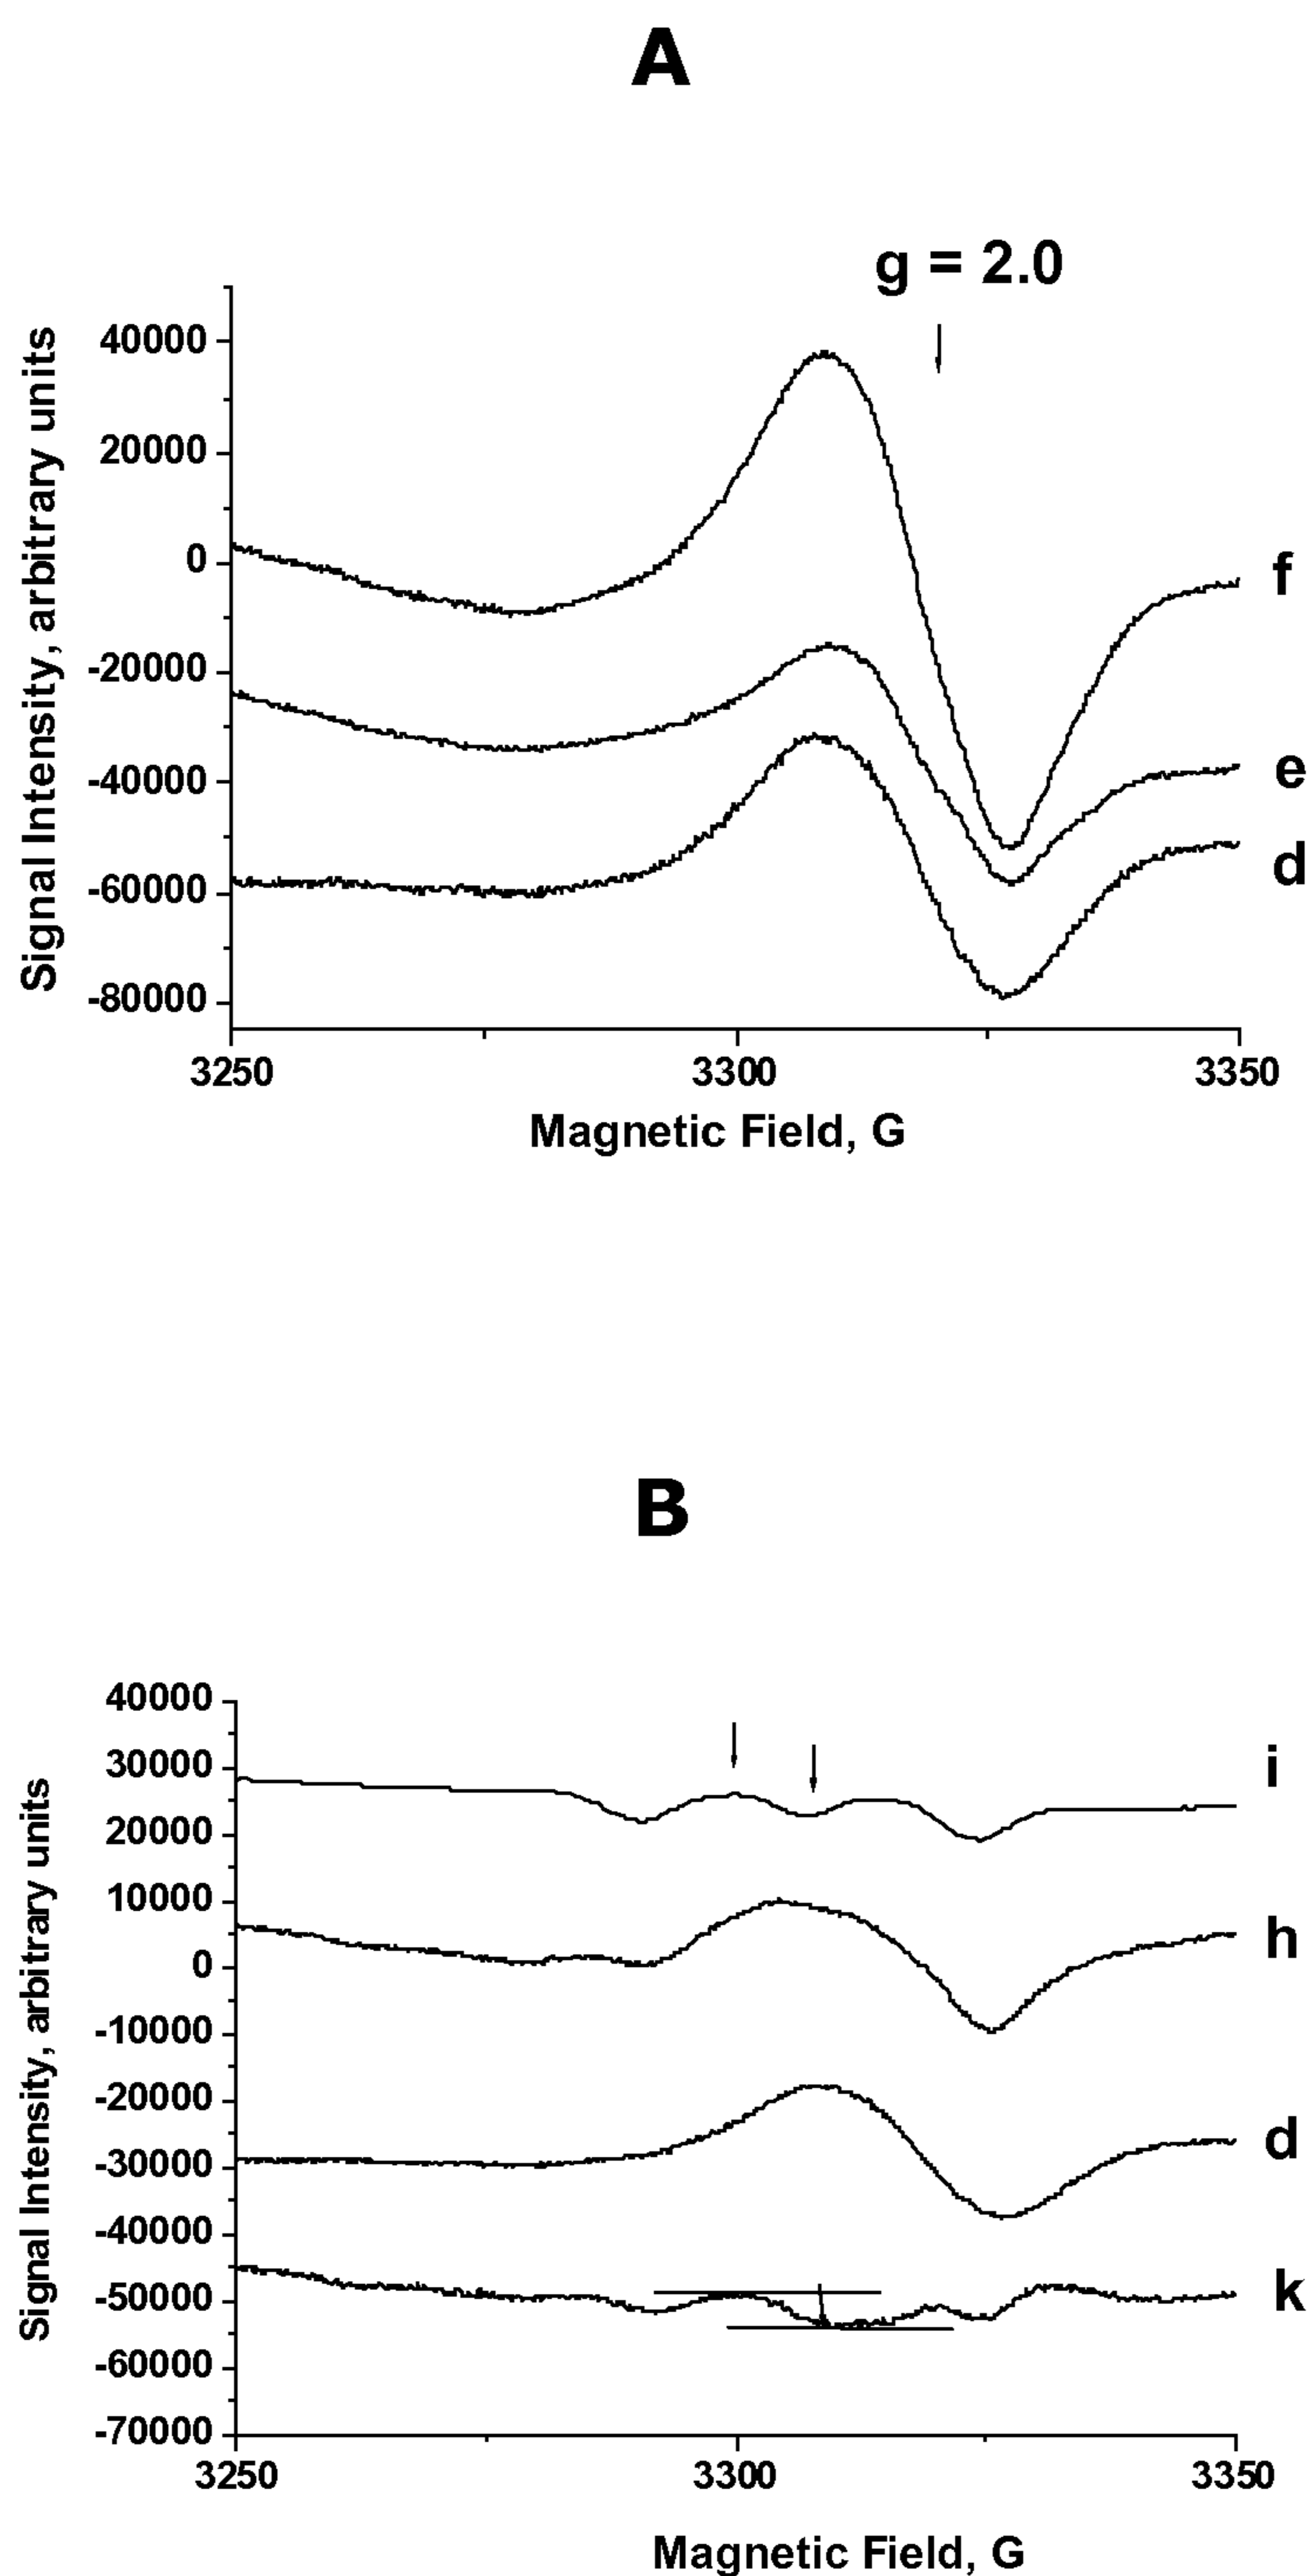 A
g = 2.0
Signal Intensity, arbitrary units
40000
20000
0
-20000
-40000
-60000
-80000
f
e
d
3250 3300 3350
Magnetic Field, G
B
Signal Intensity, arbitrary units
40000
30000
20000
10000
0
-10000
-20000
-30000
-40000
-50000
-60000
-70000
i
h
d
k
3250 3300 3350
Magnetic Field, G